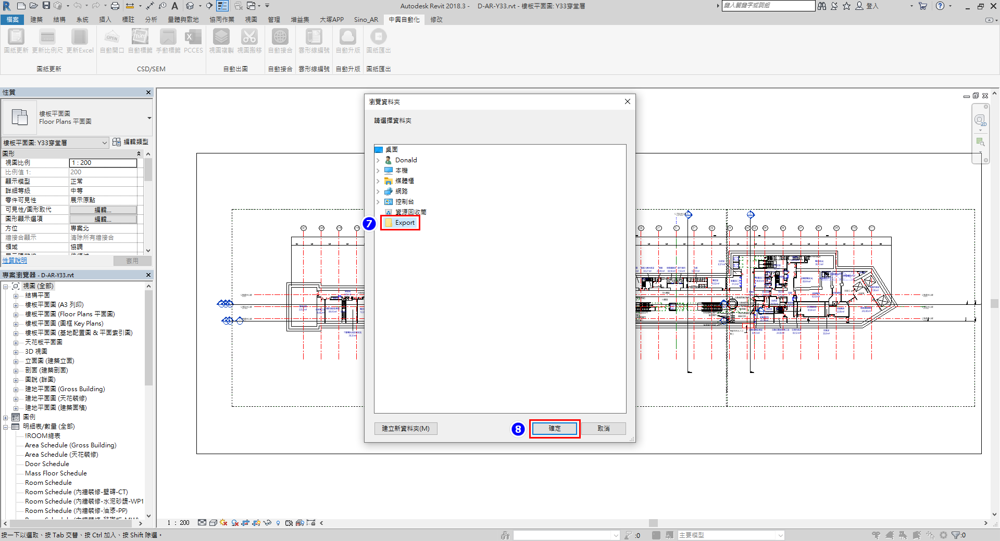 Autodesk Revit 2018.3 - D-AR-Y33.rvt - 樓板平面圖: Y33穿堂層
鍵入關鍵字或詞組
登入
檔案 建築 結構 系統 插入 標註 分析 量體與敷地 協同作業 視圖 管理 增益集 大塚APP Sino_AR 中興自動化 修改
圖紙更新 更新比例尺 更新Excel 自動開口 自動標籤 手動標籤 PCCES 視圖複製 視圖搬移 自動接合 雲形線編號 自動升版 圖紙匯出
圖紙更新 CSD/SEM 自動出圖 自動接合 雲形線編號 自動升版 圖紙匯出
性質
樓板平面圖
Floor Plans 平面圖
樓板平面圖: Y33穿堂層
編輯類型
圖形
視圖比例 1 : 200
比例值 1: 200
顯示模型 正常
詳細等級 中等
零件可見性 展示原點
可見性/圖形取代 編輯...
圖形顯示選項 編輯...
方位 專案北
牆接合顯示 清除所有牆接合
領域 協調
性質說明 套用
專案瀏覽器 - D-AR-Y33.rvt
視圖 (全部)
結構平面
樓板平面圖 (A3 列印)
樓板平面圖 (Floor Plans 平面圖)
樓板平面圖 (圖框 Key Plans)
樓板平面圖 (基地配置圖 & 平面索引圖)
天花板平面圖
3D 視圖
立面圖 (建築立面)
剖面 (建築剖面)
圖說 (詳圖)
建地平面圖 (Gross Building)
建地平面圖 (天花裝修)
建地平面圖 (建築面積)
圖例
明細表/數量 (全部)
!ROOM總表
Area Schedule (Gross Building)
Area Schedule (天花裝修)
Door Schedule
Mass Floor Schedule
Room Schedule
Room Schedule (內牆裝修-壁磚-CT)
Room Schedule (內牆裝修-水泥砂漿-WP1
Room Schedule (內牆裝修-油漆-PP)
瀏覽資料夾
請選擇資料夾
桌面
Donald
本機
媒體櫃
網路
控制台
資源回收筒
7 Export
建立新資料夾(M) 8 確定 取消
2D
1 : 200
按一下以選取、按 Tab 交替、按 Ctrl 加入、按 Shift 除選。
:0
主要模型
:0